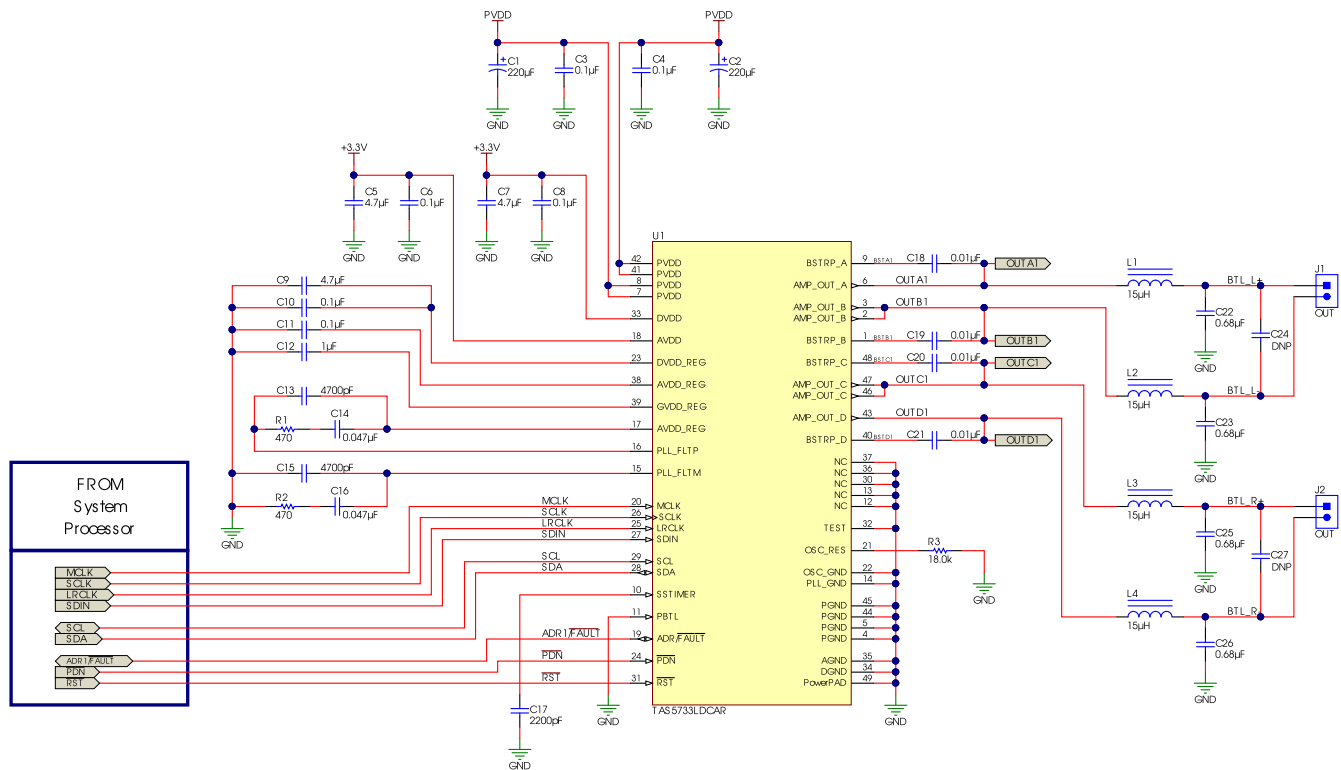 PVDD
PVDD
C1
220µF
C3
0.1µF
C4
0.1µF
C2
220µF
GND
GND
GND
GND
+3.3V
+3.3V
C5
4.7µF
C6
0.1µF
C7
4.7µF
C8
0.1µF
GND
GND
GND
GND
U1
42 PVDD
41 PVDD
8 PVDD
7 PVDD
33 DVDD
18 AVDD
23 DVDD_REG
38 AVDD_REG
39 GVDD_REG
17 AVDD_REG
16 PLL_FLTP
15 PLL_FLTM
20 MCLK
26 SCLK
25 LRCLK
27 SDIN
29 SCL
28 SDA
10 SSTIMER
11 PBTL
19 ADR/FAULT
24 PDN
31 RST
TAS5733LDCAR
BSTRP_A 9 BSTA1
AMP_OUT_A 6
AMP_OUT_B 3
AMP_OUT_B 2
BSTRP_B 1 BSTB1
BSTRP_C 48 BSTC1
AMP_OUT_C 47
AMP_OUT_C 46
AMP_OUT_D 43
BSTRP_D 40 BSTD1
NC 37
NC 36
NC 30
NC 13
NC 12
TEST 32
OSC_RES 21
OSC_GND 22
PLL_GND 14
PGND 45
PGND 44
PGND 5
PGND 4
AGND 35
DGND 34
PowerPAD 49
C9 4.7µF
C10 0.1µF
C11 0.1µF
C12 1µF
C13 4700pF
R1
470
C14
0.047µF
C15 4700pF
R2
470
C16
0.047µF
GND
FROM
System
Processor
MCLK
SCLK
LRCLK
SDIN
SCL
SDA
ADR1/FAULT
PDN
RST
MCLK
SCLK
LRCLK
SDIN
SCL
SDA
ADR1/FAULT
PDN
RST
C17
2200pF
GND
GND
GND
C18 0.01µF
OUTA1
OUTA1
OUTB1
C19 0.01µF
OUTB1
C20 0.01µF
OUTC1
OUTC1
OUTD1
C21 0.01µF
OUTD1
R3
18.0k
GND
L1
15µH
BTL_L+
J1
OUT
C22
0.68µF
GND
C24
DNP
L2
15µH
BTL_L-
C23
0.68µF
GND
L3
15µH
BTL_R+
J2
OUT
C25
0.68µF
GND
C27
DNP
L4
15µH
BTL_R-
C26
0.68µF
GND